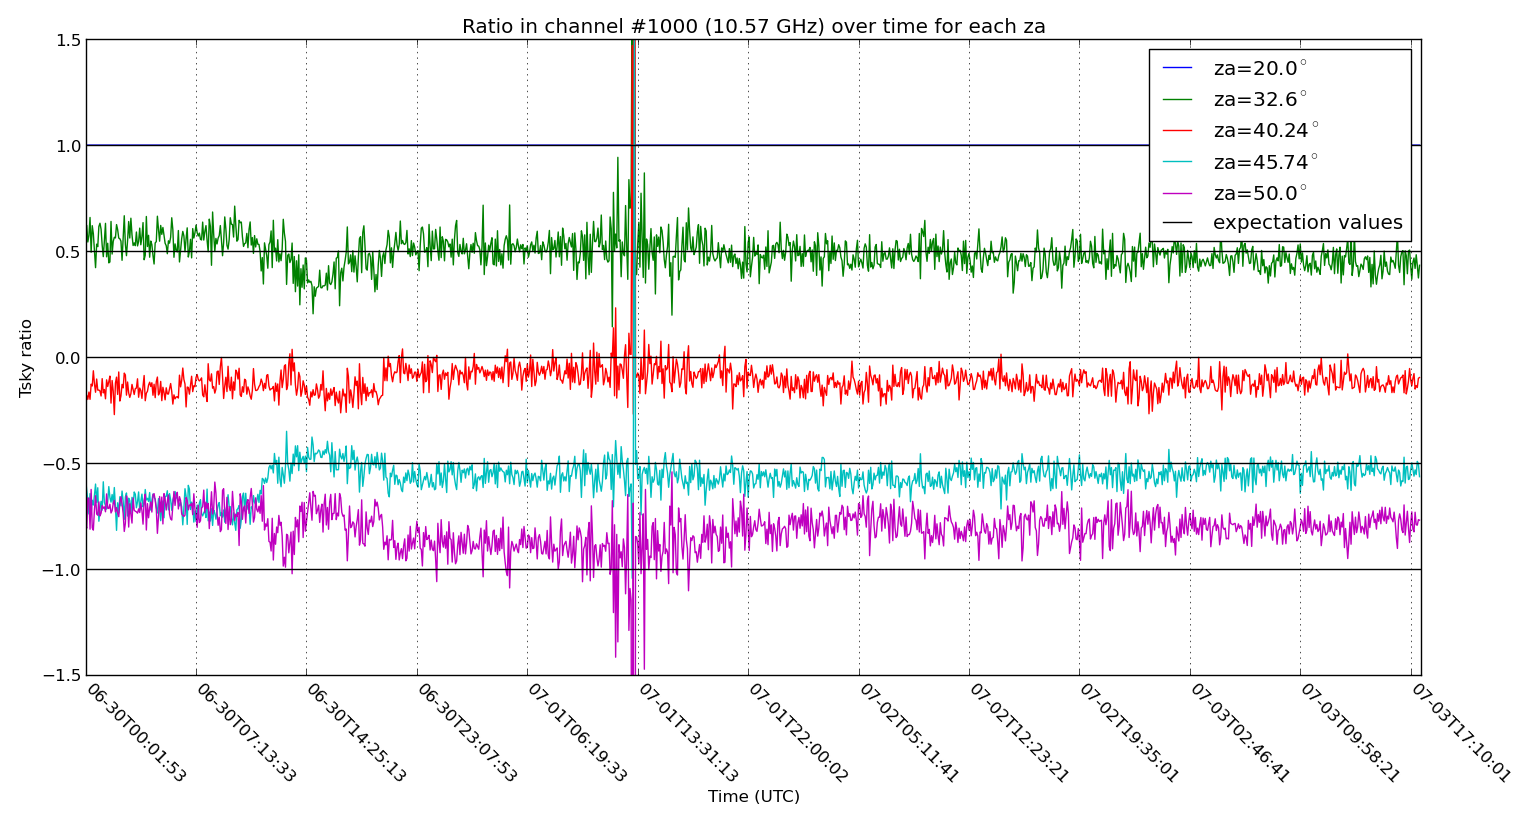 Ratio in channel #1000 (10.57 GHz) over time for each za
1.5
1.0
0.5
0.0
−0.5
−1.0
−1.5
Tsky ratio
za=20.0°
za=32.6°
za=40.24°
za=45.74°
za=50.0°
expectation values
06-30T00:01:53
06-30T07:13:33
06-30T14:25:13
06-30T23:07:53
07-01T06:19:33
07-01T13:31:13
07-01T22:00:02
07-02T05:11:41
07-02T12:23:21
07-02T19:35:01
07-03T02:46:41
07-03T09:58:21
07-03T17:10:01
Time (UTC)